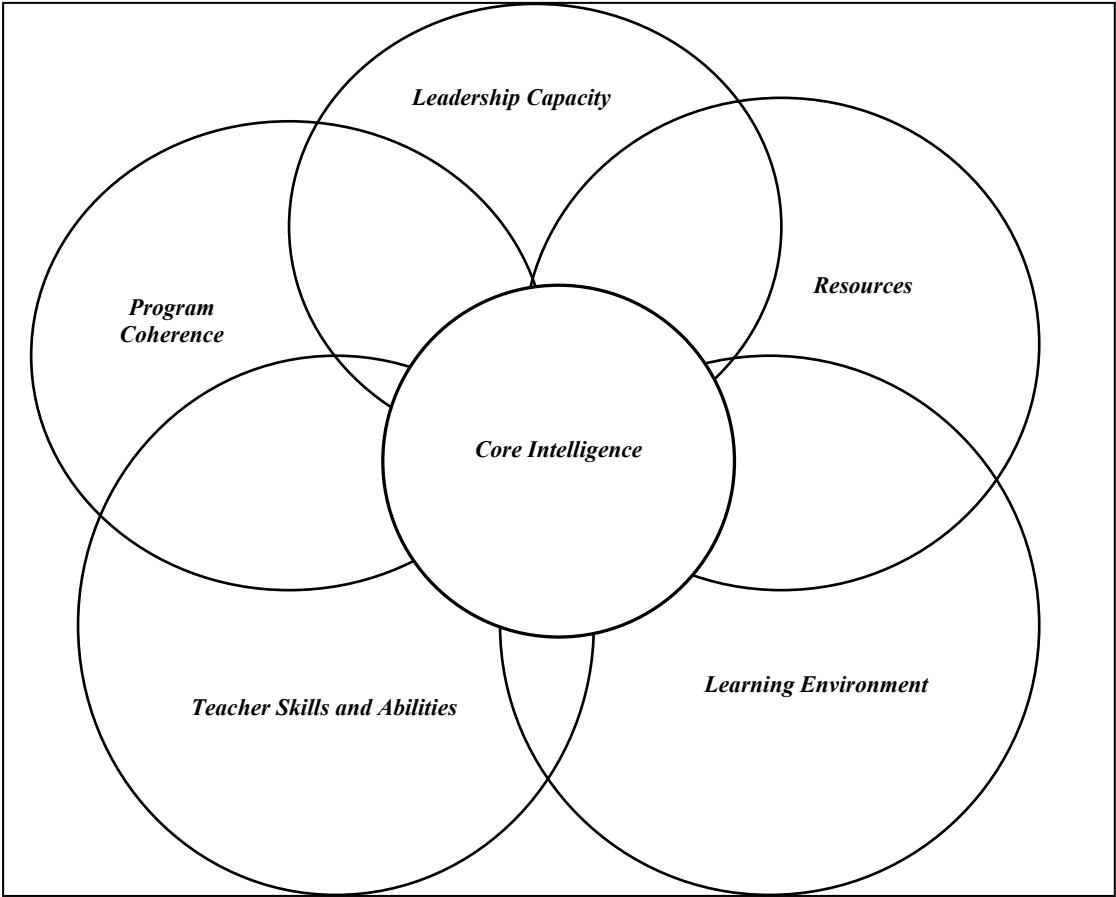 Leadership Capacity
Resources
Program
Coherence
Core Intelligence
Learning Environment
Teacher Skills and Abilities